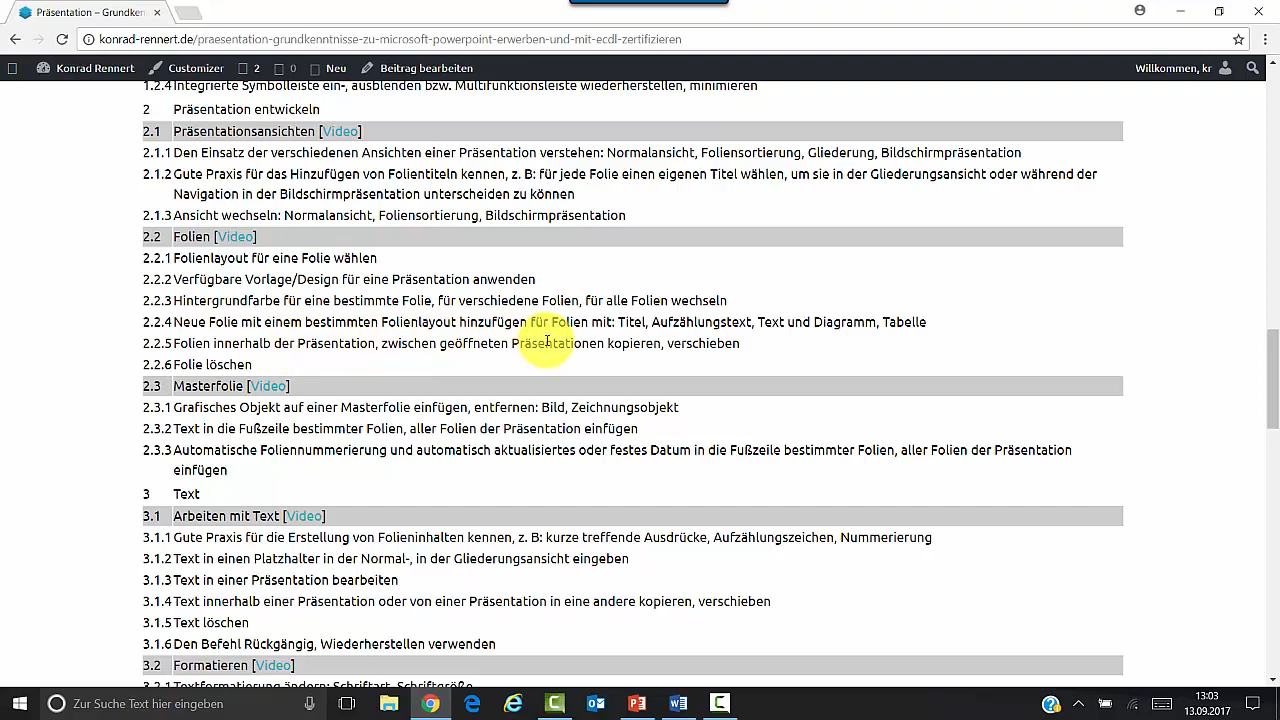 Präsentation – Grundken
konrad-rennert.de/praesentation-grundkenntnisse-zu-microsoft-powerpoint-erwerben-und-mit-ecdl-zertifizieren
Konrad Rennert Customizer 2 0 Neu Beitrag bearbeiten Willkommen, kr
1.2.4 Integrierte Symbolleiste ein-, ausblenden bzw. Multifunktionsleiste wiederherstellen, minimieren
2 Präsentation entwickeln
2.1 Präsentationsansichten [Video]
2.1.1 Den Einsatz der verschiedenen Ansichten einer Präsentation verstehen: Normalansicht, Foliensortierung, Gliederung, Bildschirmpräsentation
2.1.2 Gute Praxis für das Hinzufügen von Folientiteln kennen, z. B: für jede Folie einen eigenen Titel wählen, um sie in der Gliederungsansicht oder während der
Navigation in der Bildschirmpräsentation unterscheiden zu können
2.1.3 Ansicht wechseln: Normalansicht, Foliensortierung, Bildschirmpräsentation
2.2 Folien [Video]
2.2.1 Folienlayout für eine Folie wählen
2.2.2 Verfügbare Vorlage/Design für eine Präsentation anwenden
2.2.3 Hintergrundfarbe für eine bestimmte Folie, für verschiedene Folien, für alle Folien wechseln
2.2.4 Neue Folie mit einem bestimmten Folienlayout hinzufügen für Folien mit: Titel, Aufzählungstext, Text und Diagramm, Tabelle
2.2.5 Folien innerhalb der Präsentation, zwischen geöffneten Präsentationen kopieren, verschieben
2.2.6 Folie löschen
2.3 Masterfolie [Video]
2.3.1 Grafisches Objekt auf einer Masterfolie einfügen, entfernen: Bild, Zeichnungsobjekt
2.3.2 Text in die Fußzeile bestimmter Folien, aller Folien der Präsentation einfügen
2.3.3 Automatische Foliennummerierung und automatisch aktualisiertes oder festes Datum in die Fußzeile bestimmter Folien, aller Folien der Präsentation
einfügen
3 Text
3.1 Arbeiten mit Text [Video]
3.1.1 Gute Praxis für die Erstellung von Folieninhalten kennen, z. B: kurze treffende Ausdrücke, Aufzählungszeichen, Nummerierung
3.1.2 Text in einen Platzhalter in der Normal-, in der Gliederungsansicht eingeben
3.1.3 Text in einer Präsentation bearbeiten
3.1.4 Text innerhalb einer Präsentation oder von einer Präsentation in eine andere kopieren, verschieben
3.1.5 Text löschen
3.1.6 Den Befehl Rückgängig, Wiederherstellen verwenden
3.2 Formatieren [Video]
3.2.1 Textformatierung ändern: Schriftart, Schriftgröße
Zur Suche Text hier eingeben
13:03
13.09.2017